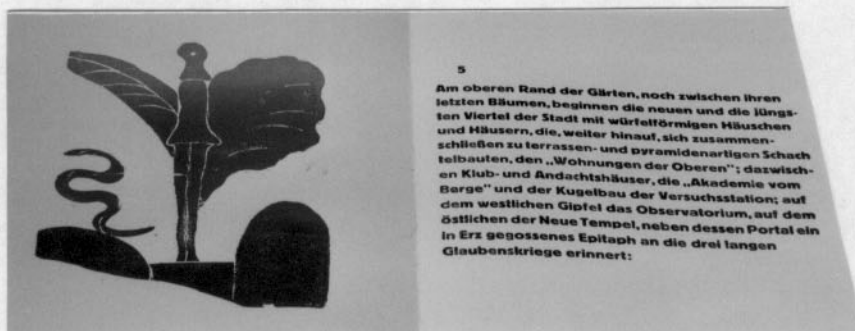 5
Am oberen Rand der Gärten, noch zwischen ihren
letzten Bäumen, beginnen die neuen und die jüngs-
ten Viertel der Stadt mit würfelförmigen Häuschen
und Häusern, die, weiter hinauf, sich zusammen-
schließen zu terrassen- und pyramidenartigen Schach
telbauten, den „Wohnungen der Oberen"; dazwisch-
en Klub- und Andachtshäuser, die „Akademie vom
Berge" und der Kugelbau der Versuchsstation; auf
dem westlichen Gipfel das Observatorium, auf dem
östlichen der Neue Tempel, neben dessen Portal ein
in Erz gegossenes Epitaph an die drei langen
Glaubenskriege erinnert: